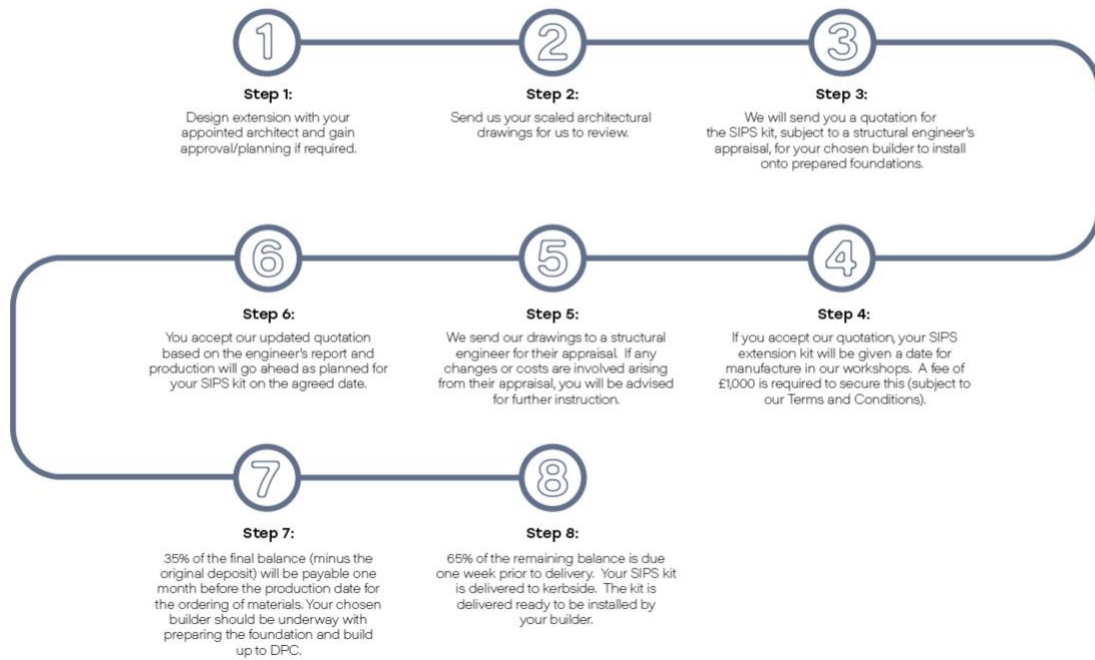 1
2
3
Step 1:
Design extension with your
appointed architect and gain
approval/planning if required.
Step 2:
Send us your scaled architectural
drawings for us to review.
Step 3:
We will send you a quotation for
the SIPS kit, subject to a structural engineer's
appraisal, for your chosen builder to install
onto prepared foundations.
4
Step 4:
If you accept our quotation, your SIPS
extension kit will be given a date for
manufacture in our workshops. A fee of
£1,000 is required to secure this (subject to
our Terms and Conditions).
5
Step 5:
We send our drawings to a structural
engineer for their appraisal. If any
changes or costs are involved arising
from their appraisal, you will be advised
for further instruction.
6
Step 6:
You accept our updated quotation
based on the engineer's report and
production will go ahead as planned for
your SIPS kit on the agreed date.
7
Step 7:
35% of the final balance (minus the
original deposit) will be payable one
month before the production date for
the ordering of materials. Your chosen
builder should be underway with
preparing the foundation and build
up to DPC.
8
Step 8:
65% of the remaining balance is due
one week prior to delivery. Your SIPS kit
is delivered to kerbside. The kit is
delivered ready to be installed by
your builder.